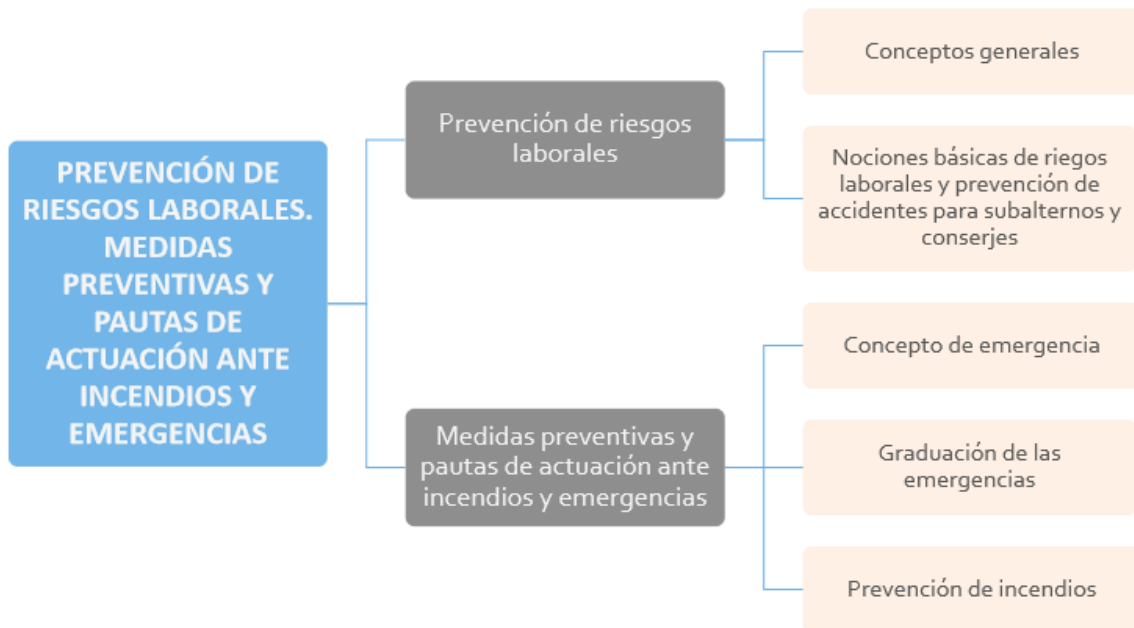 PREVENCIÓN DE
RIESGOS LABORALES.
MEDIDAS
PREVENTIVAS Y
PAUTAS DE
ACTUACIÓN ANTE
INCENDIOS Y
EMERGENCIAS
Prevención de riesgos
laborales
Conceptos generales
Nociones básicas de riegos
laborales y prevención de
accidentes para subalternos y
conserjes
Medidas preventivas y
pautas de actuación ante
incendios y emergencias
Concepto de emergencia
Graduación de las
emergencias
Prevención de incendios